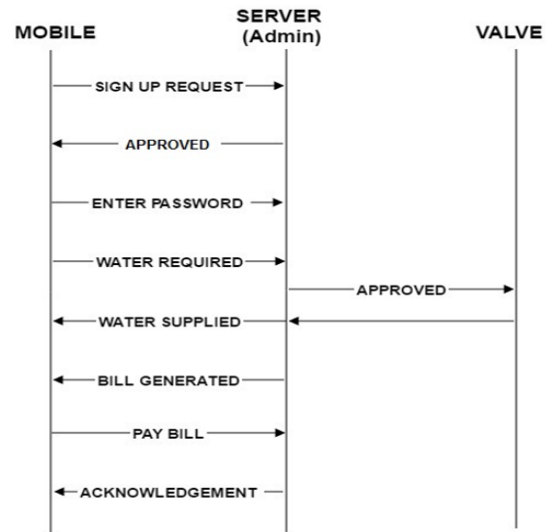 MOBILE
SERVER
(Admin)
VALVE
SIGN UP REQUEST
APPROVED
ENTER PASSWORD
WATER REQUIRED
APPROVED
WATER SUPPLIED
BILL GENERATED
PAY BILL
ACKNOWLEDGEMENT